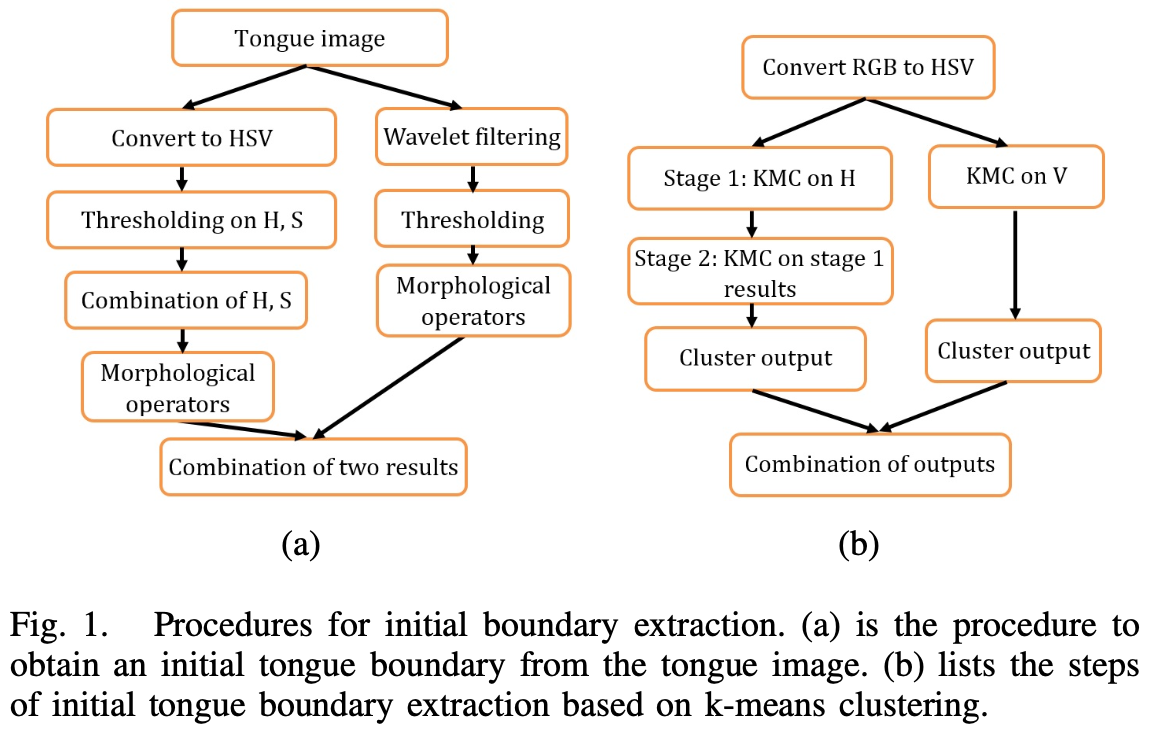 Tongue image
Convert to HSV
Thresholding on H, S
Combination of H, S
Morphological
operators
Wavelet filtering
Thresholding
Morphological
operators
Combination of two results
(a)
Convert RGB to HSV
Stage 1: KMC on H
Stage 2: KMC on stage 1
results
Cluster output
KMC on V
Cluster output
Combination of outputs
(b)
Fig. 1. Procedures for initial boundary extraction. (a) is the procedure to
obtain an initial tongue boundary from the tongue image. (b) lists the steps
of initial tongue boundary extraction based on k-means clustering.